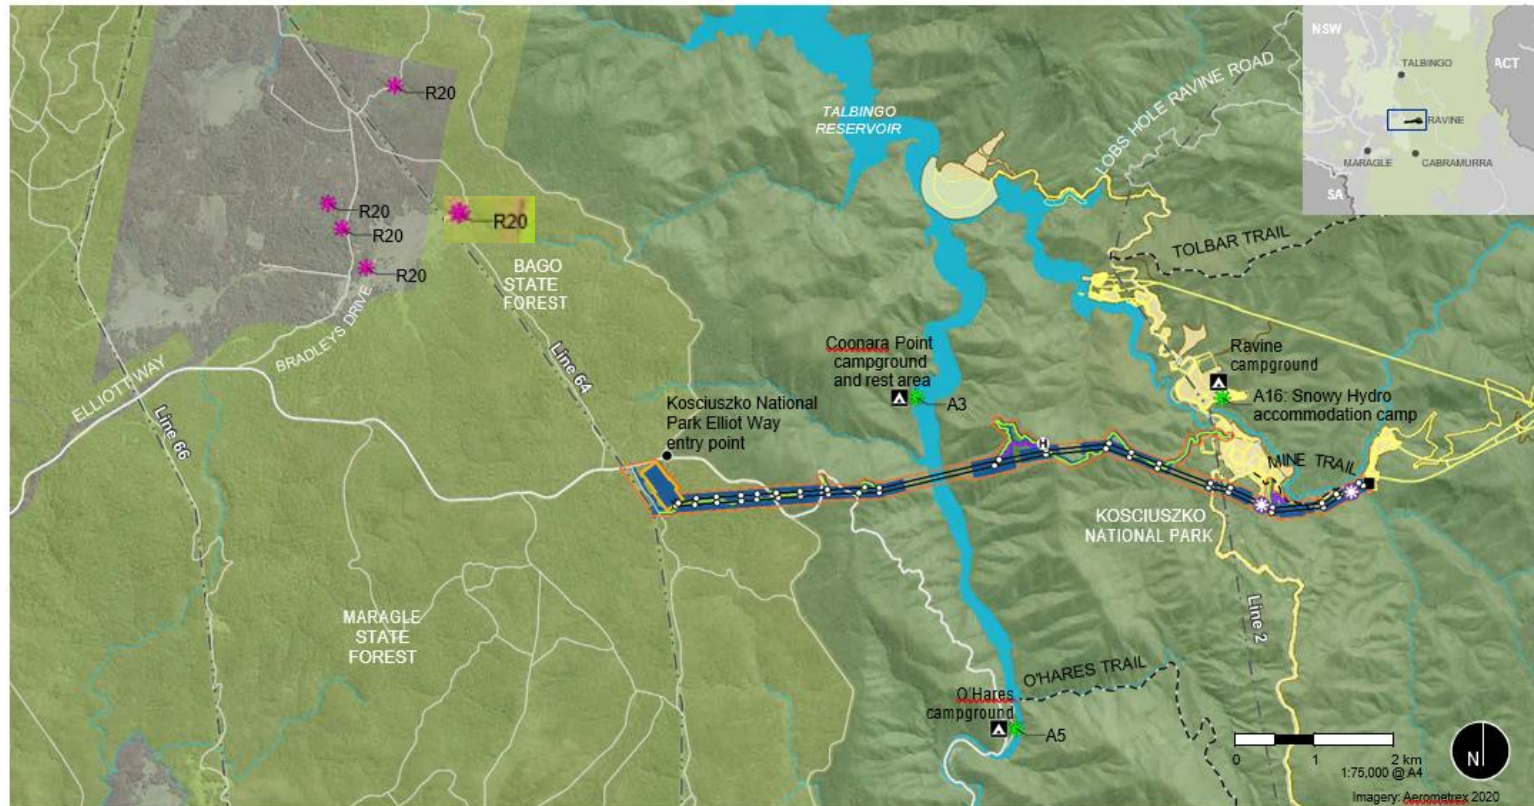 NSW
ACT
TALBINGO
RAVINE
MARAGLE
CABRAMURRA
SA
R20
R20
R20
R20
R20
TALBINGO
RESERVOIR
LOBS HOLE RAVINE ROAD
TOLBAR TRAIL
BAGO
STATE
FOREST
BRADLEYS DRIVE
ELLIOTT WAY
Line 66
Line 64
Coonara Point
campground
and rest area
A3
Ravine
campground
A16: Snowy Hydro
accommodation camp
Kosciuszko National
Park Elliot Way
entry point
H
MINE TRAIL
KOSCIUSZKO
NATIONAL PARK
Line 2
MARAGLE
STATE
FOREST
O'HARES TRAIL
O'Hares
campground
A5
0 1 2 km
1:75,000 @ A4
N
Imagery: Aerometrex 2020